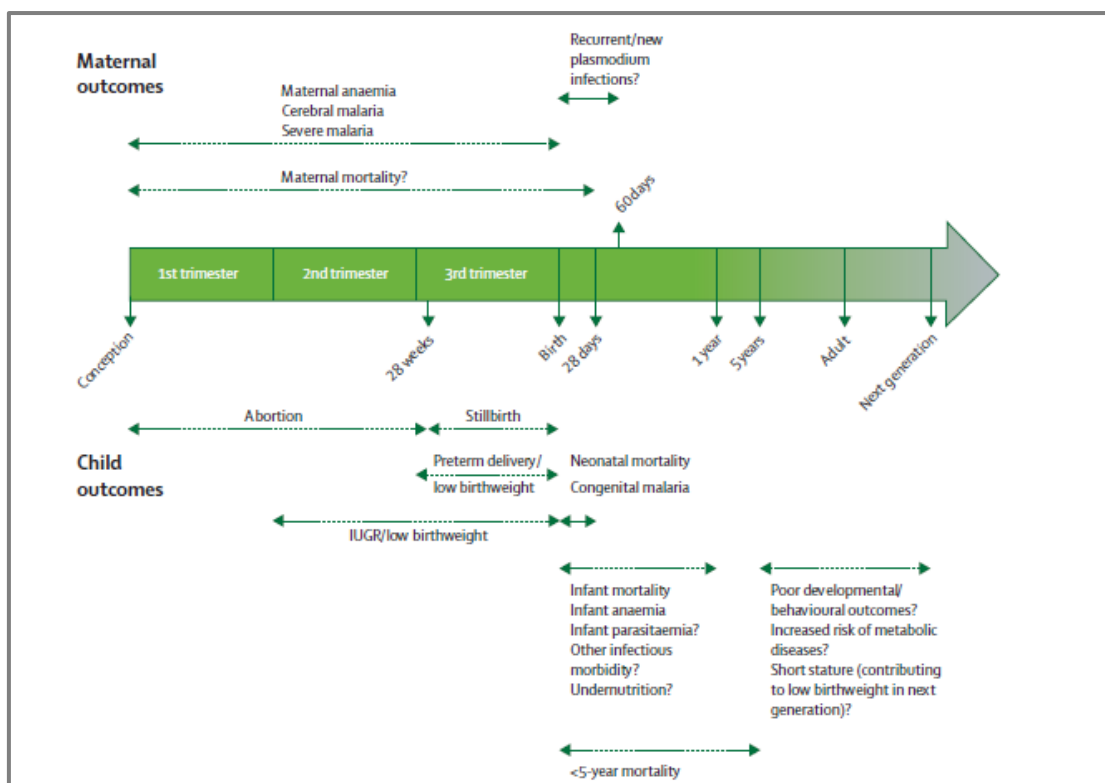 Maternal
outcomes
Recurrent/new
plasmodium
infections?
Maternal anaemia
Cerebral malaria
Severe malaria
Maternal mortality?
60days
1st trimester
2nd trimester
3rd trimester
Conception
28 weeks
Birth
28 days
1 year
5 years
Adult
Next generation
Abortion
Stillbirth
Child
outcomes
Preterm delivery/
low birthweight
Neonatal mortality
Congenital malaria
IUGR/low birthweight
Infant mortality
Infant anaemia
Infant parasitaemia?
Other infectious
morbidity?
Undernutrition?
Poor developmental/
behavioural outcomes?
Increased risk of metabolic
diseases?
Short stature (contributing
to low birthweight in next
generation)?
<5-year mortality